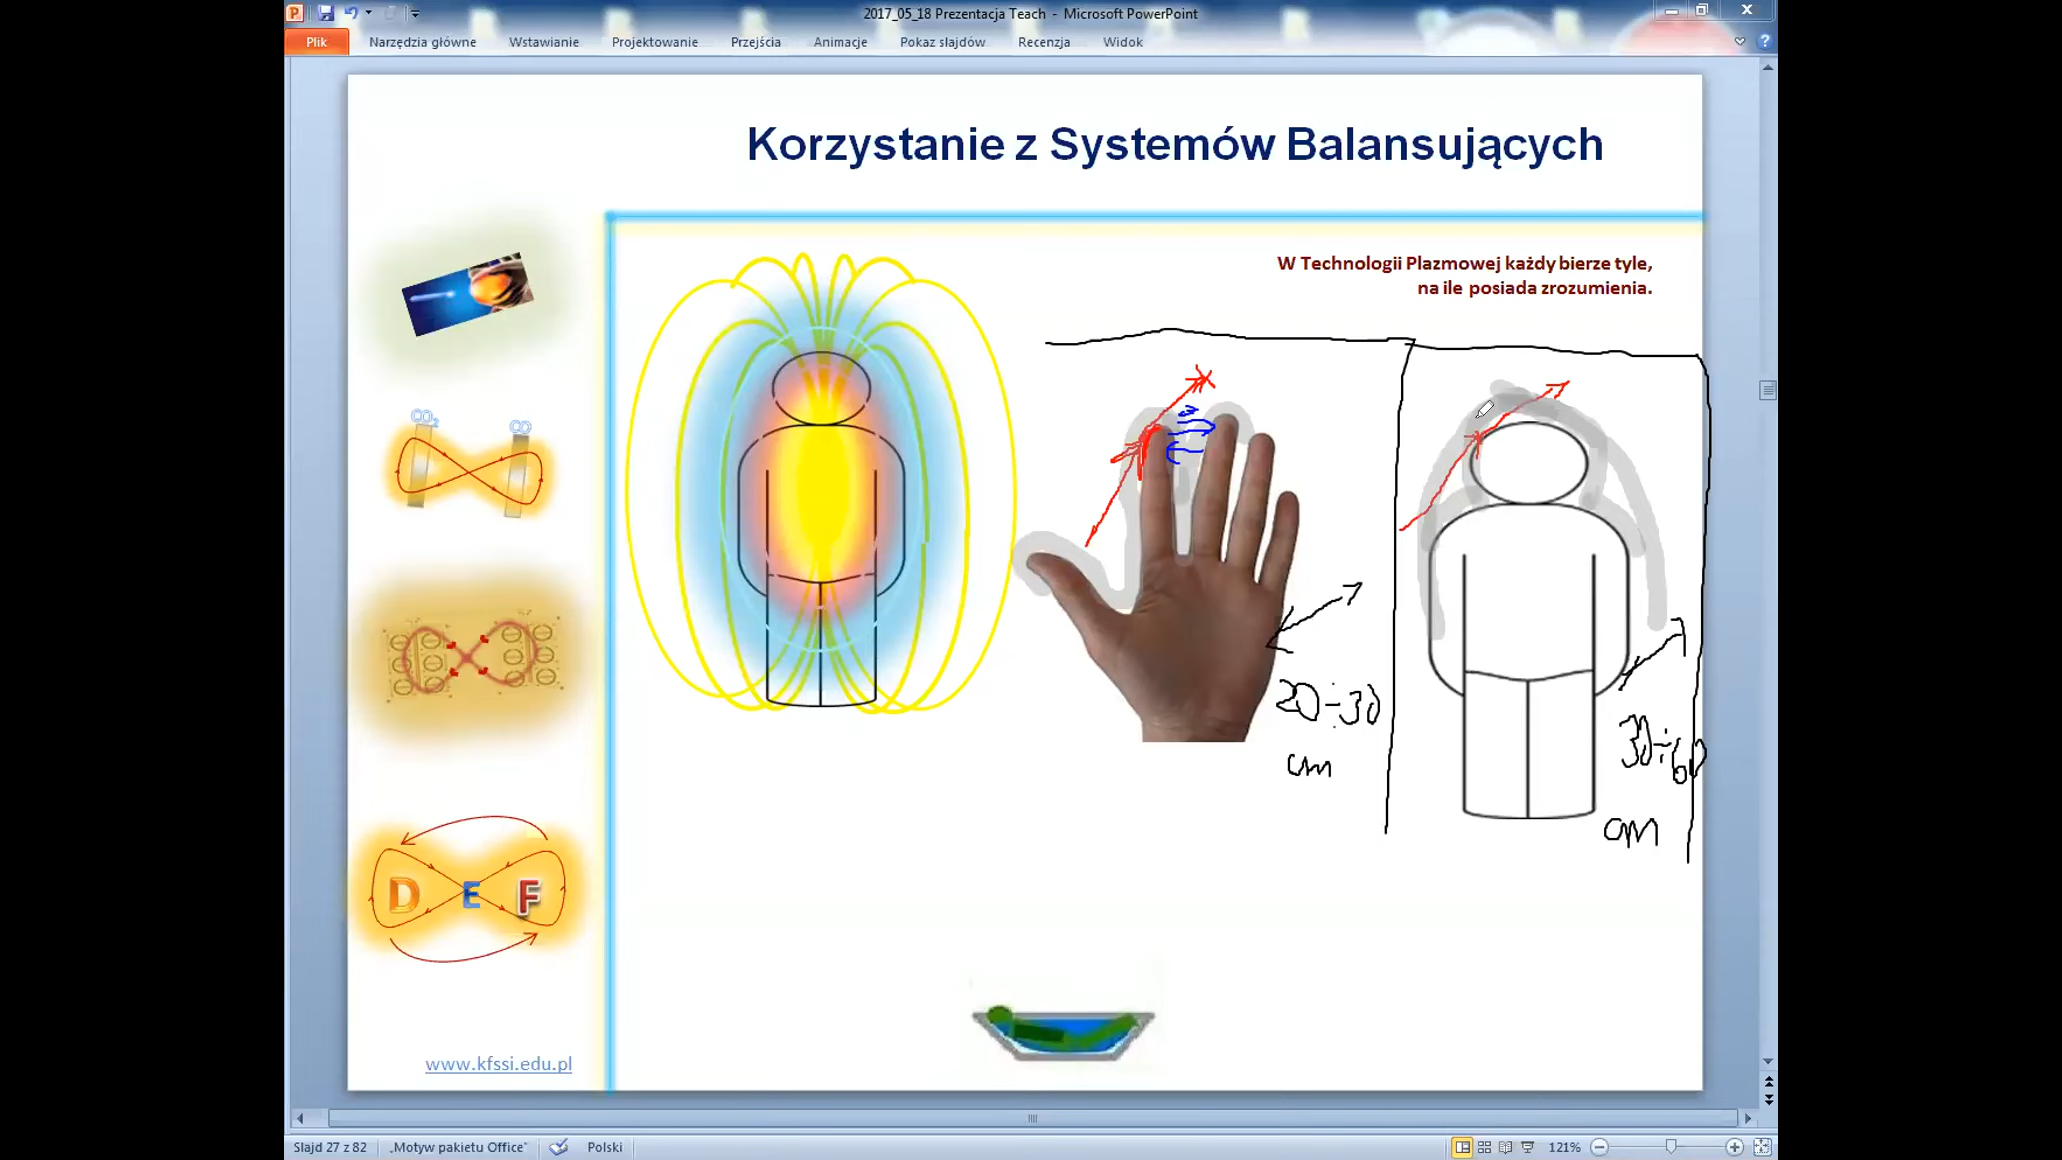 2017_05_18 Prezentacja Teach - Microsoft PowerPoint
Plik Narzędzia główne Wstawianie Projektowanie Przejścia Animacje Pokaz slajdów Recenzja Widok
Korzystanie z Systemów Balansujących
W Technologii Plazmowej każdy bierze tyle,
na ile posiada zrozumienia.
CO₂ CO
20÷30
cm
30÷60
cm
D E F
www.kfssi.edu.pl
Slajd 27 z 82 „Motyw pakietu Office” Polski 121%